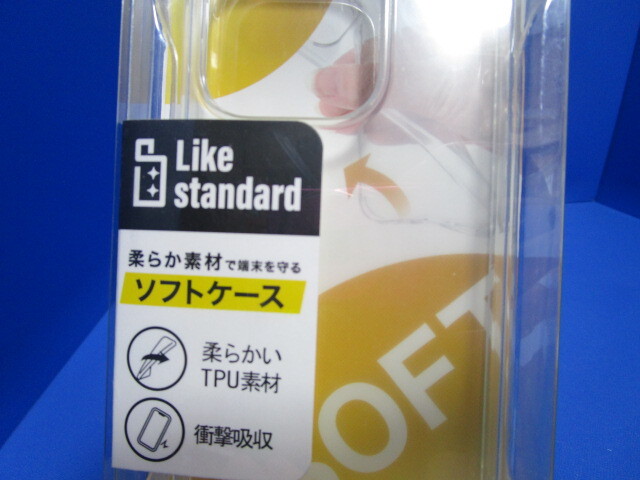 Like
standard
柔らか素材で端末を守る
ソフトケース
柔らかい
TPU素材
衝撃吸収
SOFT